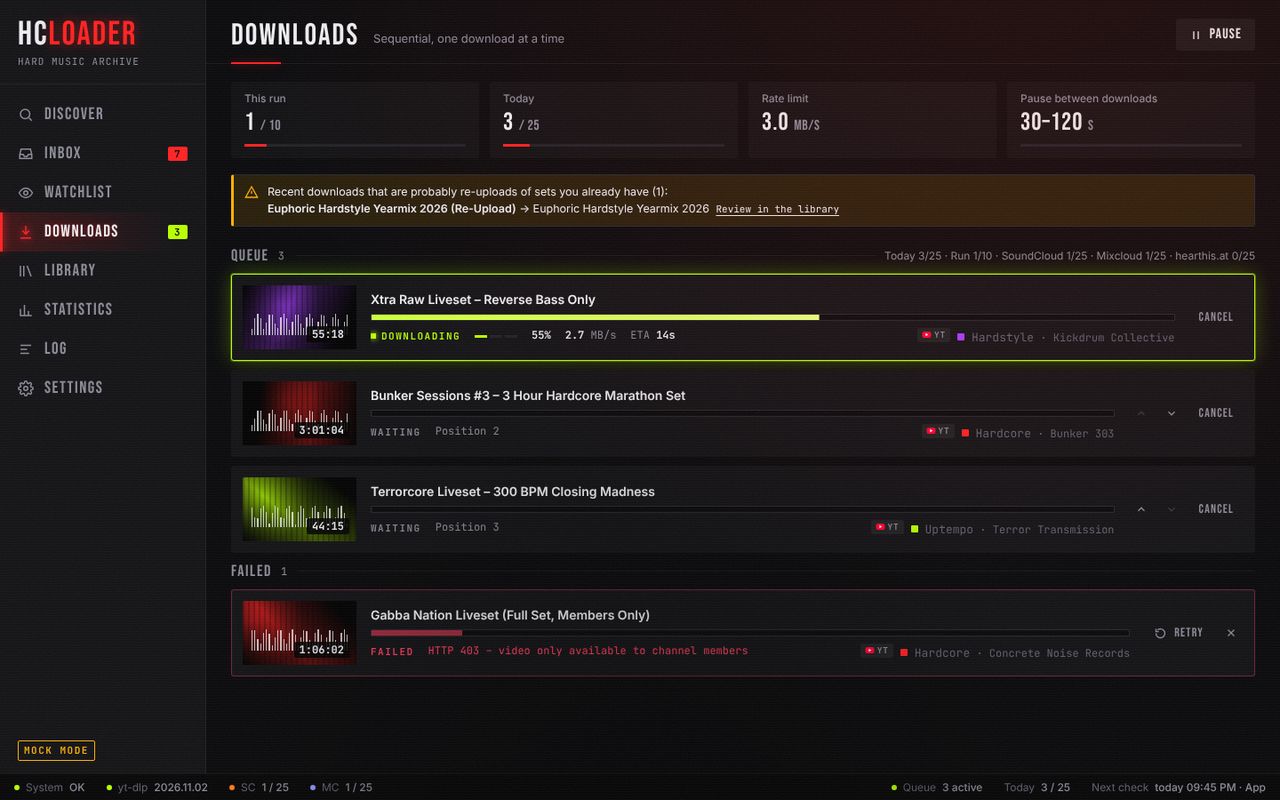 HCLOADER
HARD MUSIC ARCHIVE
DISCOVER
INBOX 7
WATCHLIST
DOWNLOADS 3
LIBRARY
STATISTICS
LOG
SETTINGS
MOCK MODE
DOWNLOADS Sequential, one download at a time
PAUSE
This run
1 / 10
Today
3 / 25
Rate limit
3.0 MB/S
Pause between downloads
30–120 S
Recent downloads that are probably re-uploads of sets you already have (1):
Euphoric Hardstyle Yearmix 2026 (Re-Upload) → Euphoric Hardstyle Yearmix 2026 Review in the library
QUEUE 3
Today 3/25 · Run 1/10 · SoundCloud 1/25 · Mixcloud 1/25 · hearthis.at 0/25
55:18
Xtra Raw Liveset – Reverse Bass Only
DOWNLOADING 55% 2.7 MB/s ETA 14s
YT Hardstyle · Kickdrum Collective
CANCEL
3:01:04
Bunker Sessions #3 – 3 Hour Hardcore Marathon Set
WAITING Position 2
YT Hardcore · Bunker 303
CANCEL
44:15
Terrorcore Liveset – 300 BPM Closing Madness
WAITING Position 3
YT Uptempo · Terror Transmission
CANCEL
FAILED 1
1:06:02
Gabba Nation Liveset (Full Set, Members Only)
FAILED HTTP 403 – video only available to channel members
YT Hardcore · Concrete Noise Records
RETRY
System OK yt-dlp 2026.11.02 SC 1 / 25 MC 1 / 25
Queue 3 active Today 3 / 25 Next check today 09:45 PM · App